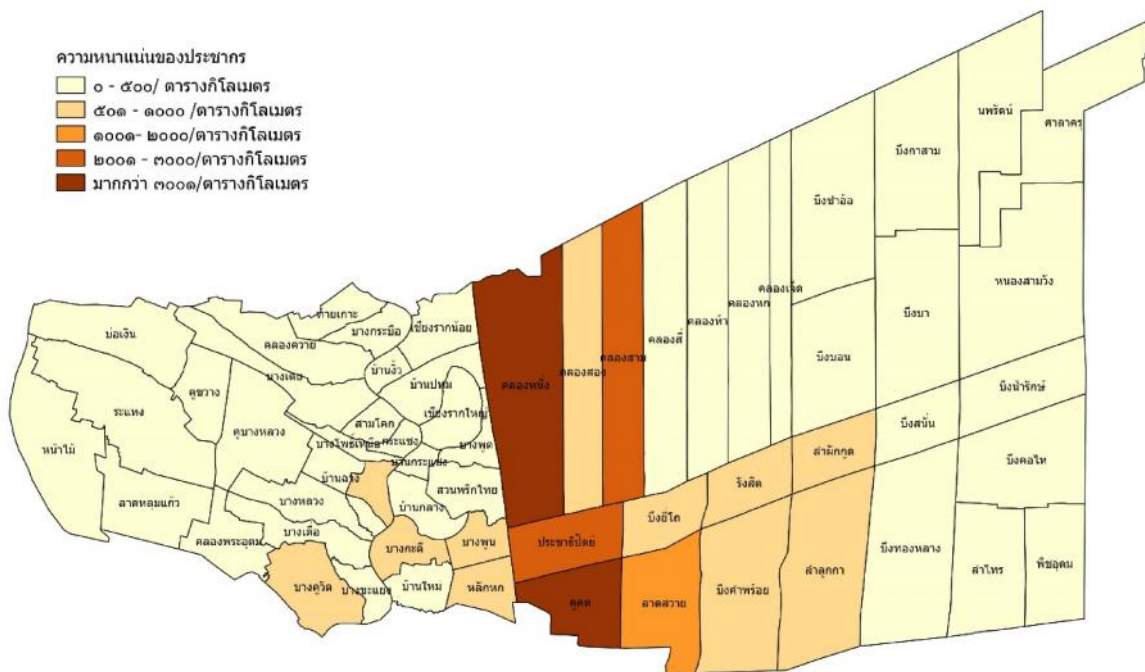 ความหนาแน่นของประชากร
๐ - ๕๐๐/ ตารางกิโลเมตร
๕๐๑ - ๑๐๐๐ /ตารางกิโลเมตร
๑๐๐๑- ๒๐๐๐/ตารางกิโลเมตร
๒๐๐๑ - ๓๐๐๐/ตารางกิโลเมตร
มากกว่า ๓๐๐๑/ตารางกิโลเมตร
นพรัตน์
ศาลาครุ
บึงกาสาม
บึงชำอ้อ
หนองสามวัง
คลองเจ็ด
คลองหก
คลองห้า
คลองสี่
คลองสาม
คลองสอง
คลองหนึ่ง
บึงบา
บึงบอน
บึงน้ำรักษ์
บึงสนั่น
บึงคอไห
ท้ายเกาะ
เชียงรากน้อย
บางกระบือ
บ่อเงิน
คลองควาย
บ้านงิ้ว
บางเตย
บ้านปทุม
คูขวาง
ระแหง
เชียงรากใหญ่
สามโคก
คูบางหลวง
บางโพธิ์เหนือ
กระแชง
บางพูด
หน้าไม้
บ้านฉาง
สวนพริกไทย
ลาดหลุมแก้ว
บางหลวง
บ้านกลาง
คลองพระอุดม
บางเดื่อ
บางกะดี
บางพูน
ประชาธิปัตย์
บึงยี่โถ
รังสิต
ลำผักกูด
บางคูวัด
บางขะแยง
บ้านใหม่
หลักหก
คูคต
ลาดสวาย
บึงคำพร้อย
ลำลูกกา
บึงทองหลาง
ลำไทร
พืชอุดม